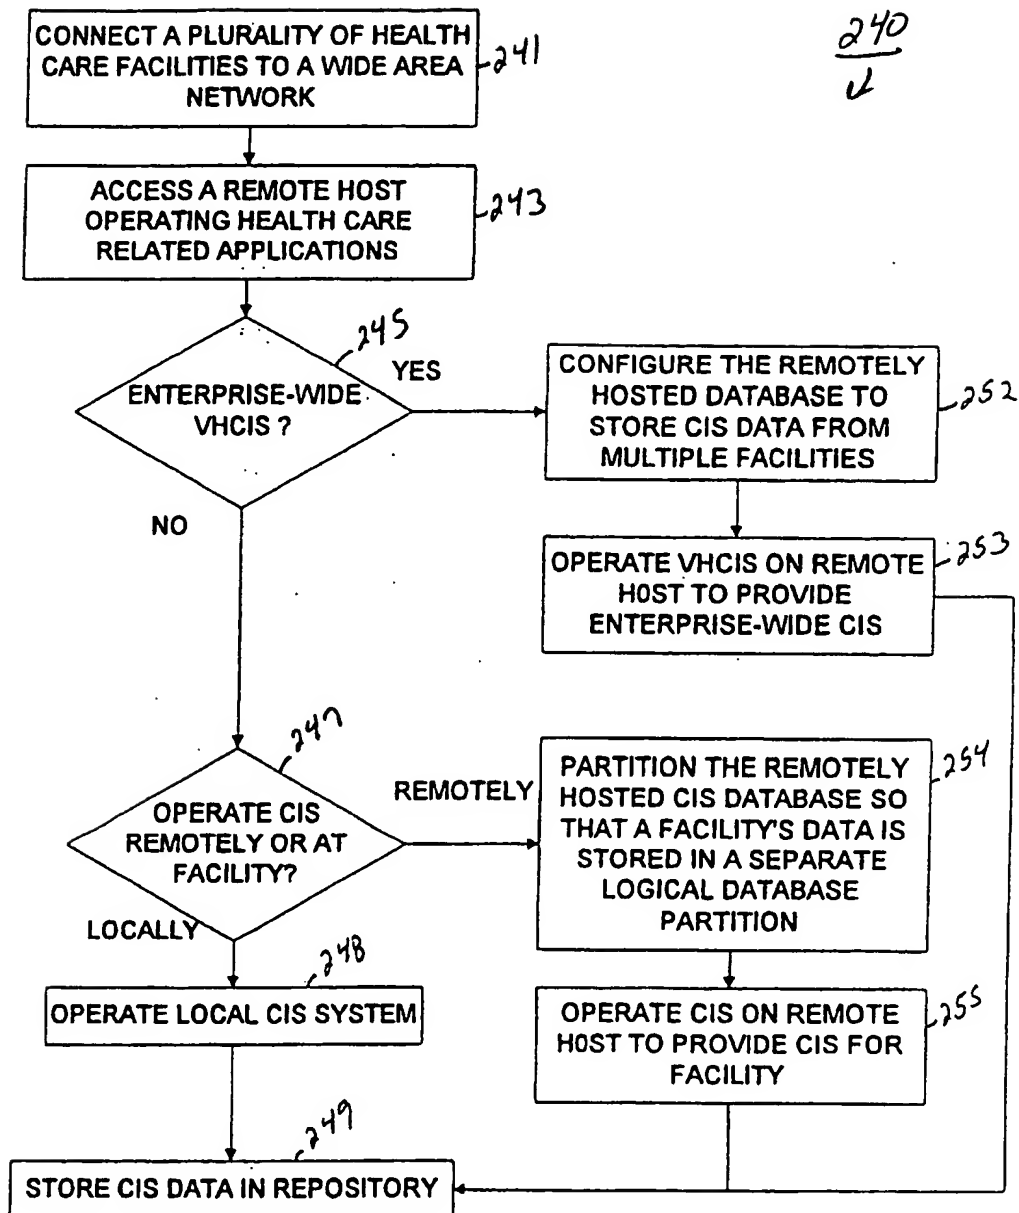 240
CONNECT A PLURALITY OF HEALTH
CARE FACILITIES TO A WIDE AREA
NETWORK
241
ACCESS A REMOTE HOST
OPERATING HEALTH CARE
RELATED APPLICATIONS
243
245
ENTERPRISE-WIDE
VHCIS ?
YES
NO
CONFIGURE THE REMOTELY
HOSTED DATABASE TO
STORE CIS DATA FROM
MULTIPLE FACILITIES
252
OPERATE VHCIS ON REMOTE
HOST TO PROVIDE
ENTERPRISE-WIDE CIS
253
247
OPERATE CIS
REMOTELY OR AT
FACILITY?
REMOTELY
LOCALLY
PARTITION THE REMOTELY
HOSTED CIS DATABASE SO
THAT A FACILITY'S DATA IS
STORED IN A SEPARATE
LOGICAL DATABASE
PARTITION
254
248
OPERATE LOCAL CIS SYSTEM
OPERATE CIS ON REMOTE
HOST TO PROVIDE CIS FOR
FACILITY
255
249
STORE CIS DATA IN REPOSITORY